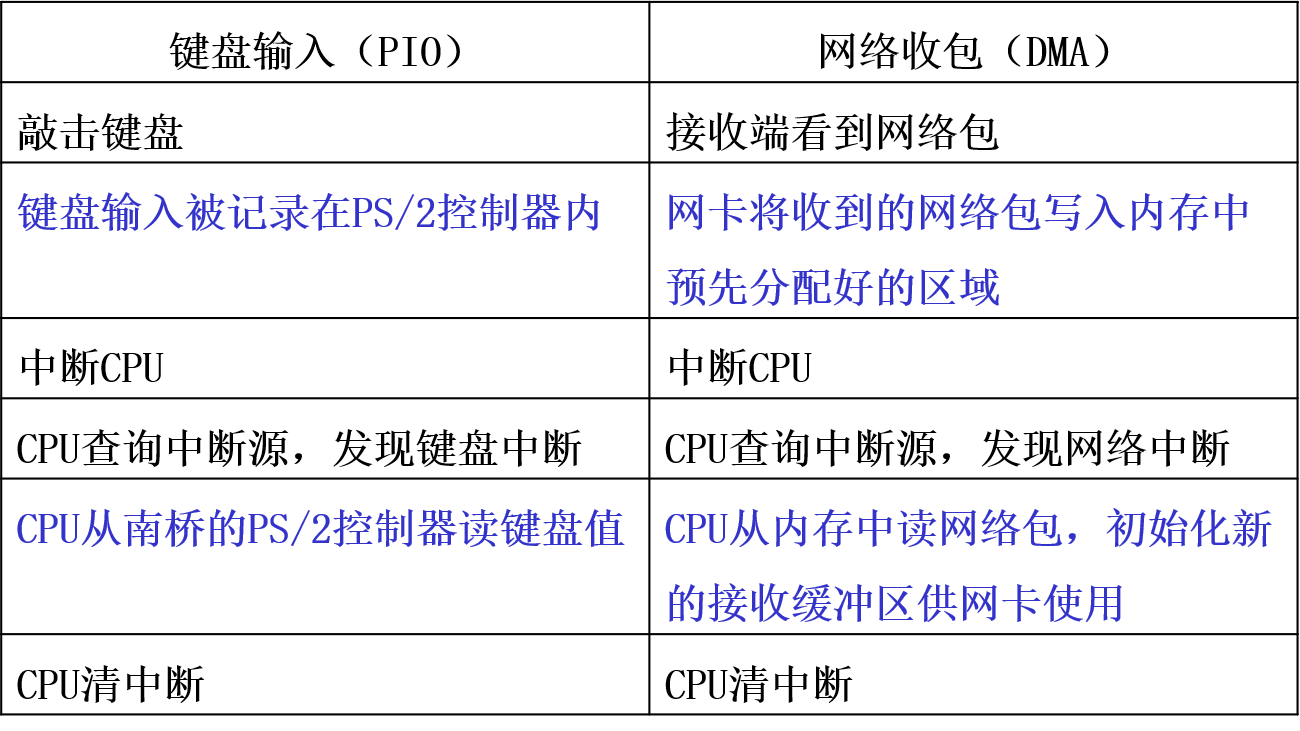 键盘输入（PIO）
网络收包（DMA）
敲击键盘
接收端看到网络包
键盘输入被记录在PS/2控制器内
网卡将收到的网络包写入内存中
预先分配好的区域
中断CPU
中断CPU
CPU查询中断源，发现键盘中断
CPU查询中断源，发现网络中断
CPU从南桥的PS/2控制器读键盘值
CPU从内存中读网络包，初始化新
的接收缓冲区供网卡使用
CPU清中断
CPU清中断